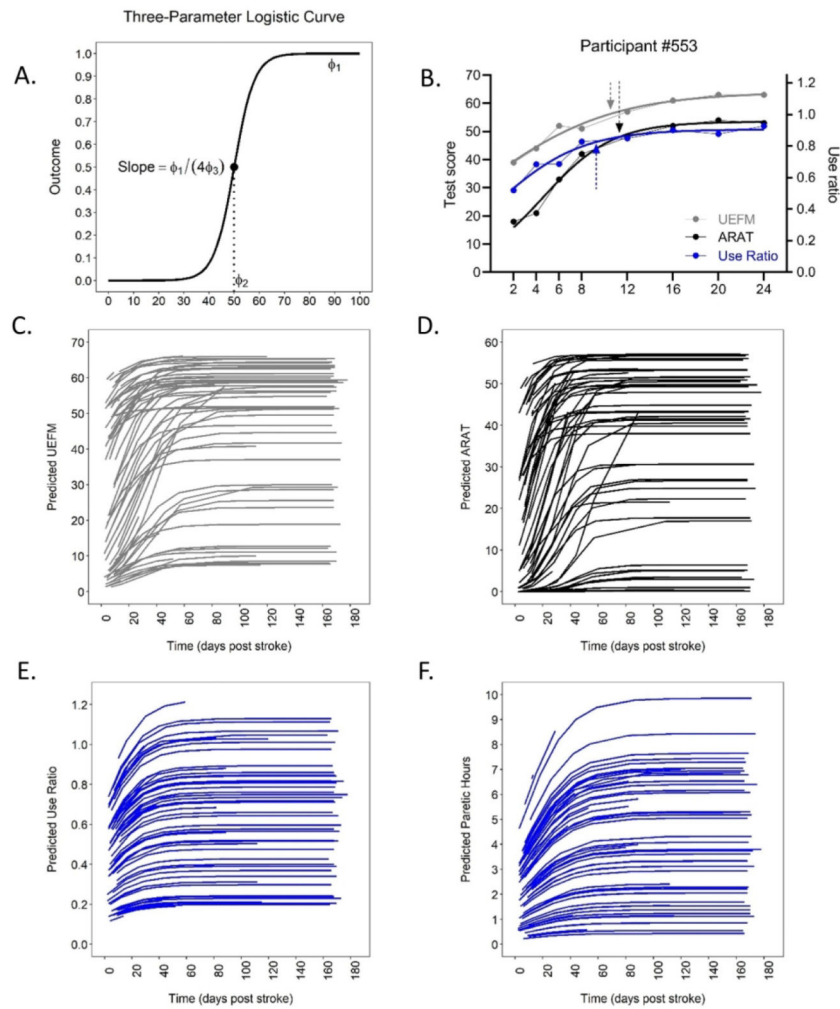 Three-Parameter Logistic Curve
A.
Outcome
1.0
0.9
0.8
0.7
0.6
0.5
0.4
0.3
0.2
0.1
0.0
ϕ1
Slope = ϕ1/(4ϕ3)
ϕ2
0 10 20 30 40 50 60 70 80 90 100
Participant #553
B.
Test score
70
60
50
40
30
20
10
0
1.2
1.0
0.8
0.6
0.4
0.2
0.0
Use ratio
UEFM
ARAT
Use Ratio
2 4 6 8 12 16 20 24
C.
Predicted UEFM
70
60
50
40
30
20
10
0
0 20 40 60 80 100 120 140 160 180
Time (days post stroke)
D.
Predicted ARAT
60
50
40
30
20
10
0
0 20 40 60 80 100 120 140 160 180
Time (days post stroke)
E.
Predicted Use Ratio
1.2
1.0
0.8
0.6
0.4
0.2
0.0
0 20 40 60 80 100 120 140 160 180
Time (days post stroke)
F.
Predicted Paretic Hours
10
9
8
7
6
5
4
3
2
1
0
0 20 40 60 80 100 120 140 160 180
Time (days post stroke)